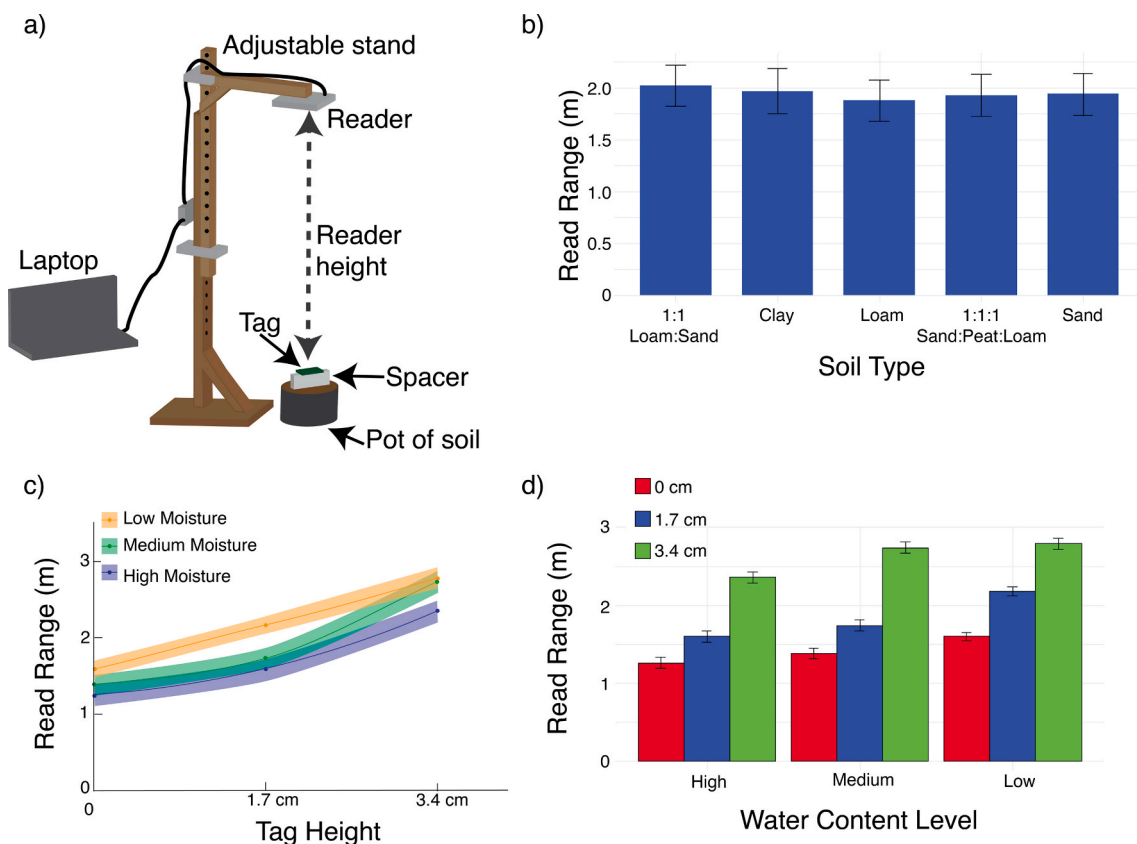 a)
Adjustable stand
Reader
Reader
height
Laptop
Tag
Spacer
Pot of soil
b)
Read Range (m)
2.0
1.5
1.0
0.5
0
1:1
Loam:Sand
Clay
Loam
1:1:1
Sand:Peat:Loam
Sand
Soil Type
c)
Low Moisture
Medium Moisture
High Moisture
Read Range (m)
3
2
1
0
0
1.7 cm
3.4 cm
Tag Height
d)
0 cm
1.7 cm
3.4 cm
Read Range (m)
3
2
1
0
High
Medium
Low
Water Content Level